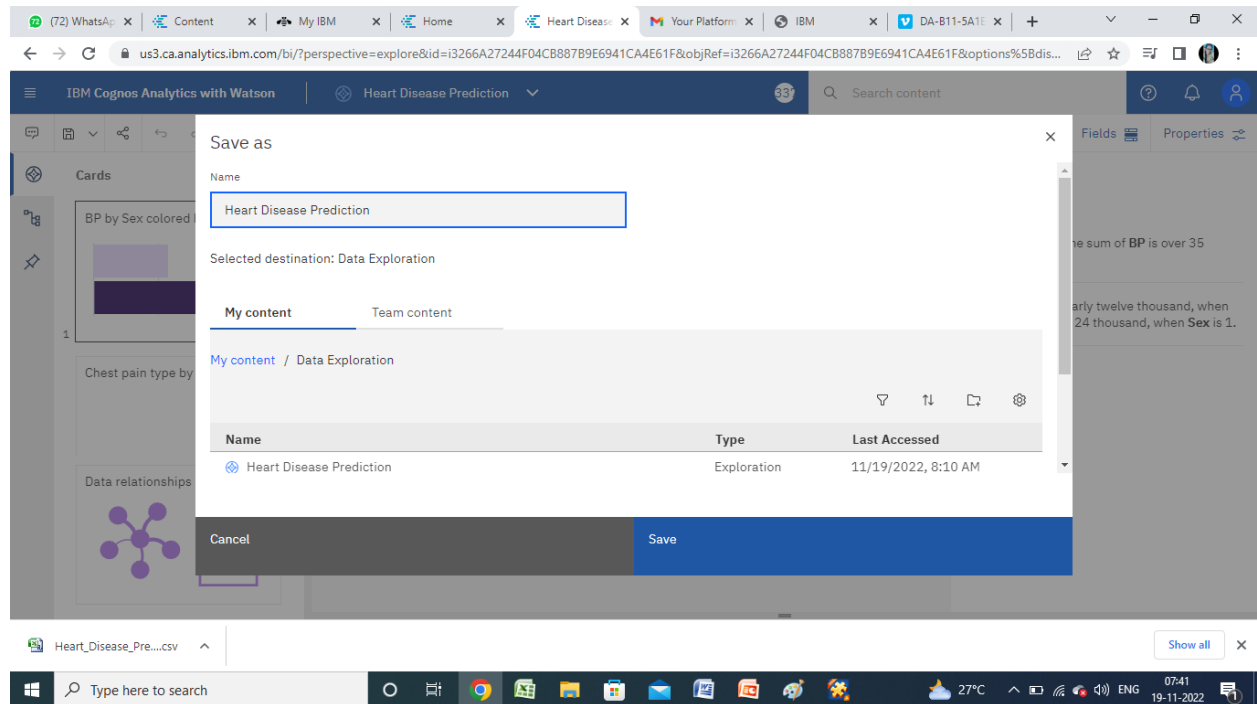 72 (72) WhatsAp Content My IBM Home Heart Disease Your Platform IBM DA-B11-5A1E
us3.ca.analytics.ibm.com/bi/?perspective=explore&id=i3266A27244F04CB887B9E6941CA4E61F&objRef=i3266A27244F04CB887B9E6941CA4E61F&options%5Bdis...
IBM Cognos Analytics with Watson Heart Disease Prediction Search content
Fields Properties
Save as
Cards
Name
BP by Sex colored
Heart Disease Prediction
he sum of BP is over 35
Selected destination: Data Exploration
My content Team content
arly twelve thousand, when
24 thousand, when Sex is 1.
1
My content / Data Exploration
Chest pain type by
Name Type Last Accessed
Heart Disease Prediction Exploration 11/19/2022, 8:10 AM
Data relationships
Cancel Save
Heart_Disease_Pre....csv Show all
Type here to search 27°C ENG 07:41
19-11-2022